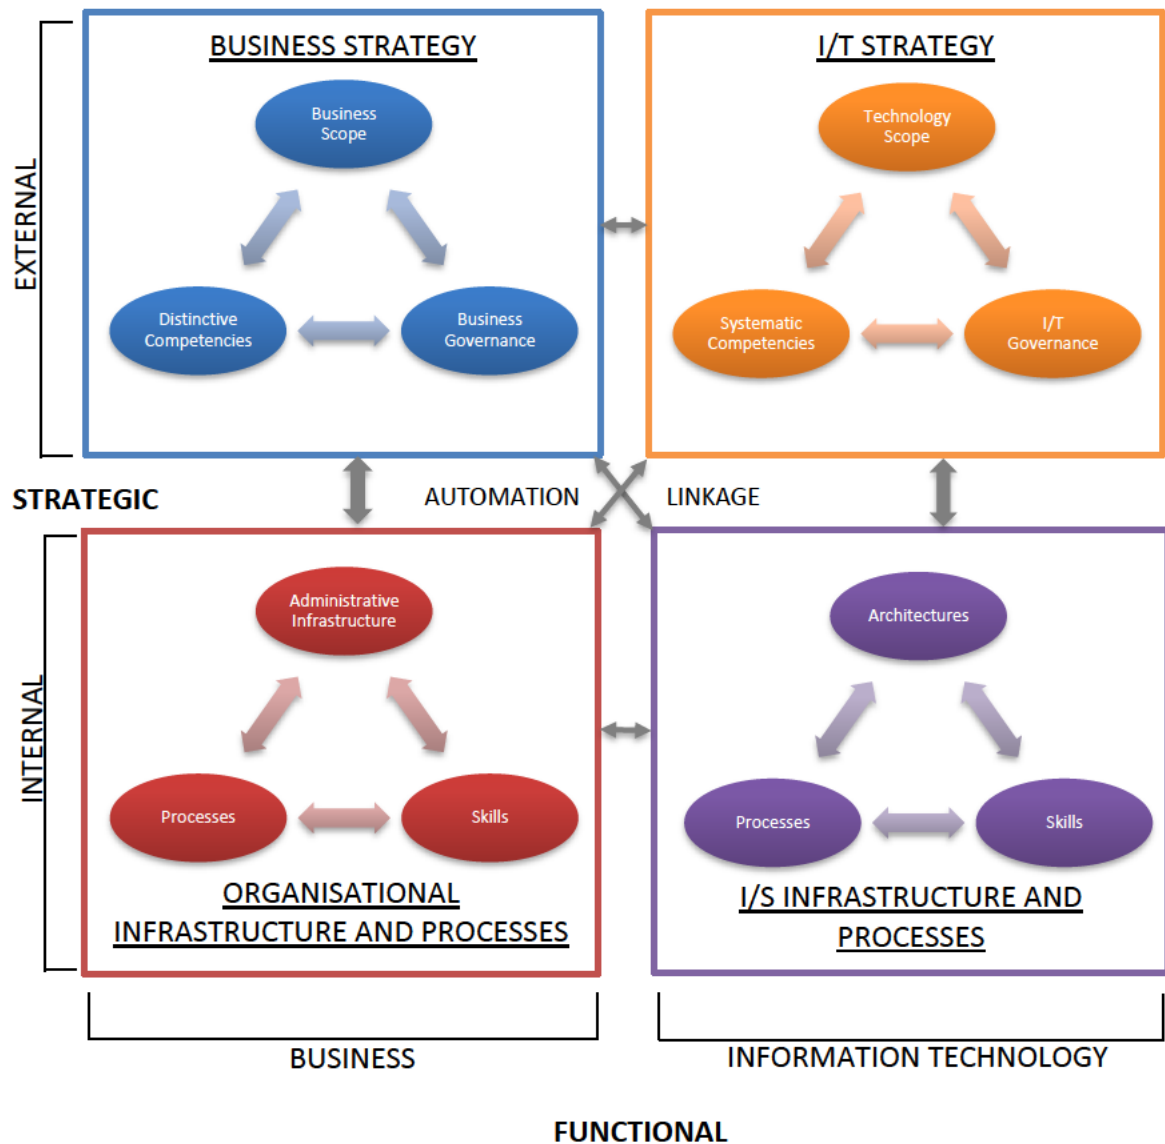 BUSINESS STRATEGY
Business
Scope
Distinctive
Competencies
Business
Governance
I/T STRATEGY
Technology
Scope
Systematic
Competencies
I/T
Governance
EXTERNAL
STRATEGIC
AUTOMATION
LINKAGE
INTERNAL
Administrative
Infrastructure
Processes
Skills
ORGANISATIONAL
INFRASTRUCTURE AND PROCESSES
Architectures
Processes
Skills
I/S INFRASTRUCTURE AND
PROCESSES
BUSINESS
INFORMATION TECHNOLOGY
FUNCTIONAL